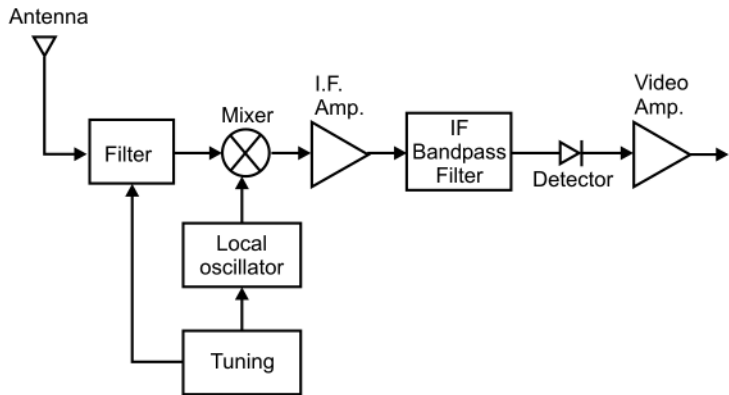 Antenna
Filter
Mixer
I.F.
Amp.
IF
Bandpass
Filter
Detector
Video
Amp.
Local
oscillator
Tuning